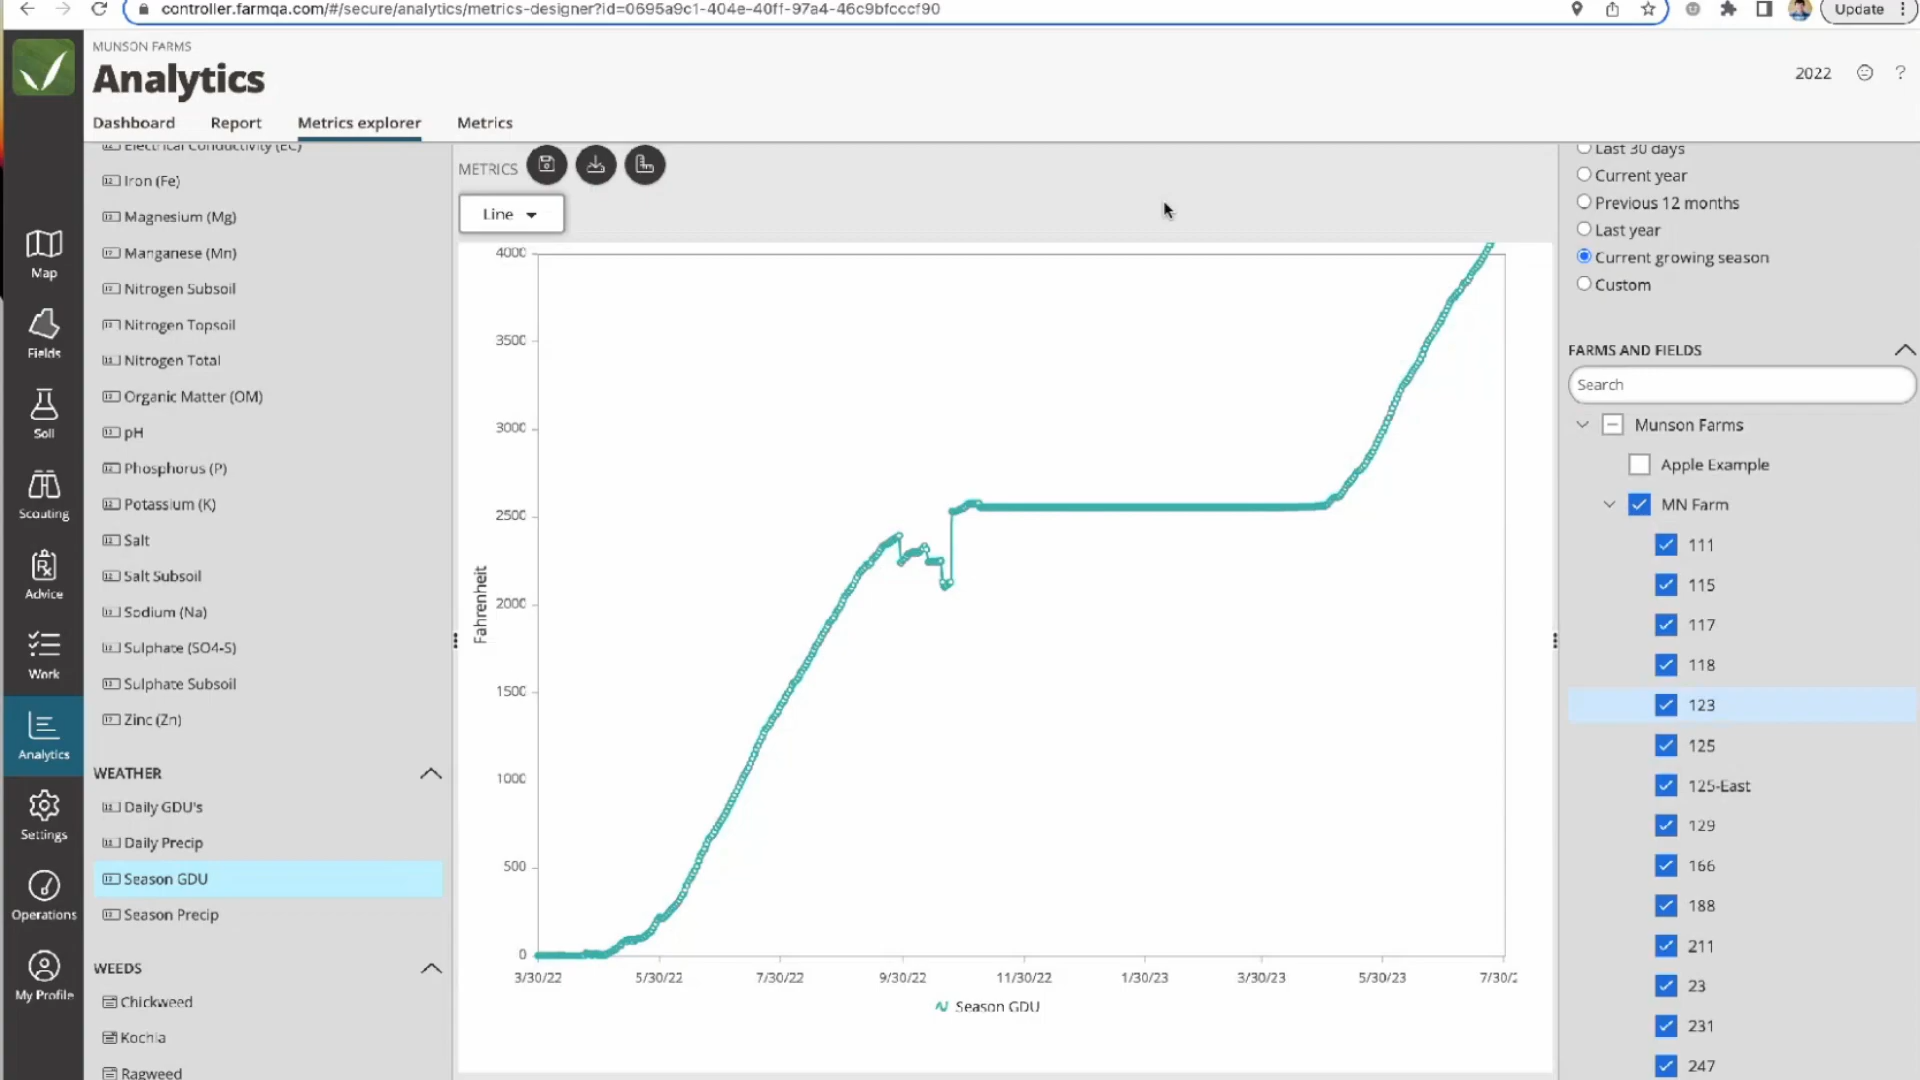 controller.farmqa.com/#/secure/analytics/metrics-designer?id=0695a9c1-404e-40ff-97a4-46c9bfcccf90
Update
MUNSON FARMS
Analytics
2022
?
Dashboard
Report
Metrics explorer
Metrics
Map
Fields
Soil
Scouting
Advice
Work
Analytics
Settings
Operations
My Profile
Electrical Conductivity (EC)
Iron (Fe)
Magnesium (Mg)
Manganese (Mn)
Nitrogen Subsoil
Nitrogen Topsoil
Nitrogen Total
Organic Matter (OM)
pH
Phosphorus (P)
Potassium (K)
Salt
Salt Subsoil
Sodium (Na)
Sulphate (SO4-S)
Sulphate Subsoil
Zinc (Zn)
WEATHER
Daily GDU's
Daily Precip
Season GDU
Season Precip
WEEDS
Chickweed
Kochia
Ragweed
METRICS
Line
4000
3500
3000
2500
2000
1500
1000
500
0
Fahrenheit
3/30/22
5/30/22
7/30/22
9/30/22
11/30/22
1/30/23
3/30/23
5/30/23
7/30/2
Season GDU
Last 30 days
Current year
Previous 12 months
Last year
Current growing season
Custom
FARMS AND FIELDS
Search
Munson Farms
Apple Example
MN Farm
111
115
117
118
123
125
125-East
129
166
188
211
23
231
247